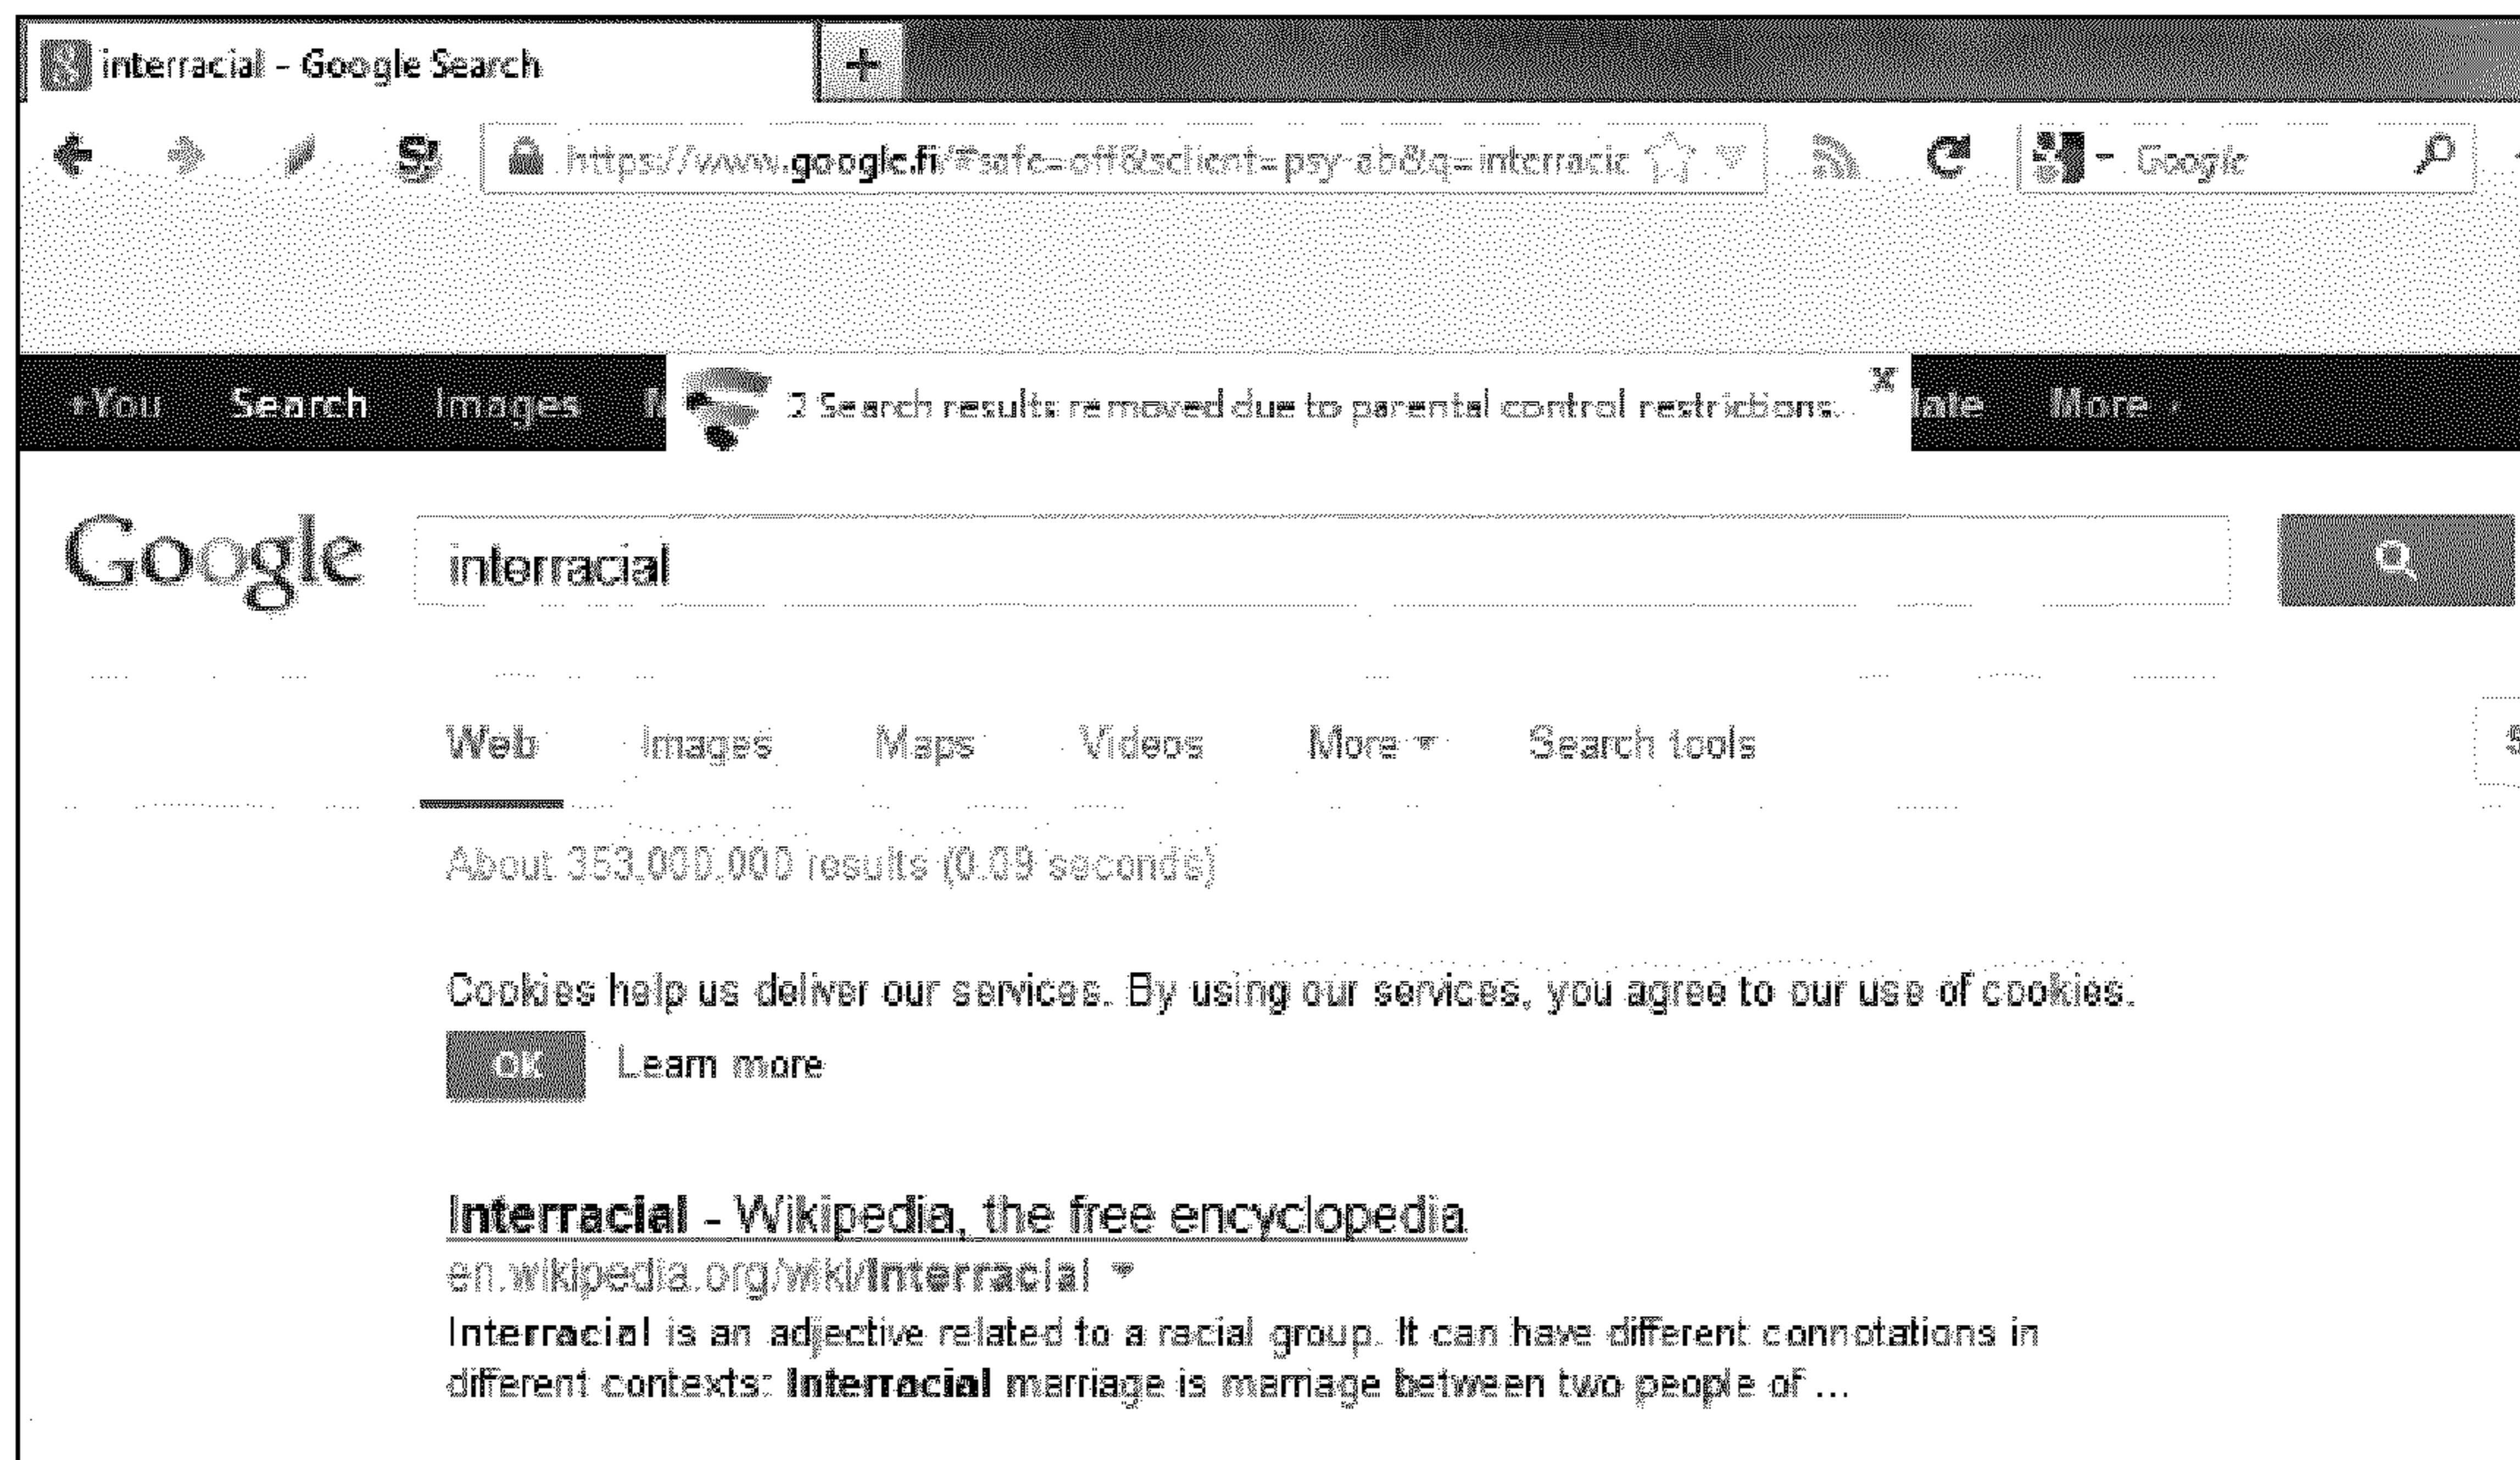 interracial - Google Search
+
https://www.google.fi/#safe=off&sclient=psy-ab&q=interracia
Google
+You Search Images
Search results removed due to parental control restrictions.
late More
Google
interracial
Web Images Maps Videos More Search tools
About 353,000,000 results (0.09 seconds)
Cookies help us deliver our services. By using our services, you agree to our use of cookies.
OK Learn more
Interracial - Wikipedia, the free encyclopedia
en.wikipedia.org/wiki/Interracial
Interracial is an adjective related to a racial group. It can have different connotations in
different contexts: Interracial marriage is marriage between two people of ...